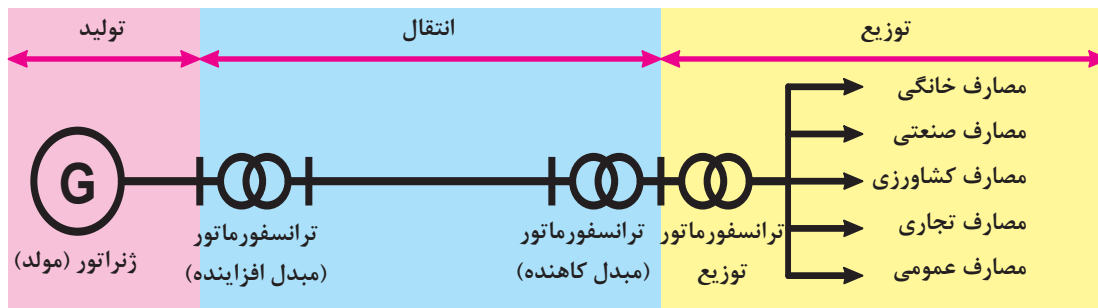 توزیع
انتقال
تولید
مصارف خانگی
مصارف صنعتی
مصارف کشاورزی
مصارف تجاری
مصارف عمومی
ترانسفورماتور
توزیع
ترانسفورماتور
(مبدل کاهنده)
ترانسفورماتور
(مبدل افزاینده)
G
ژنراتور (مولد)